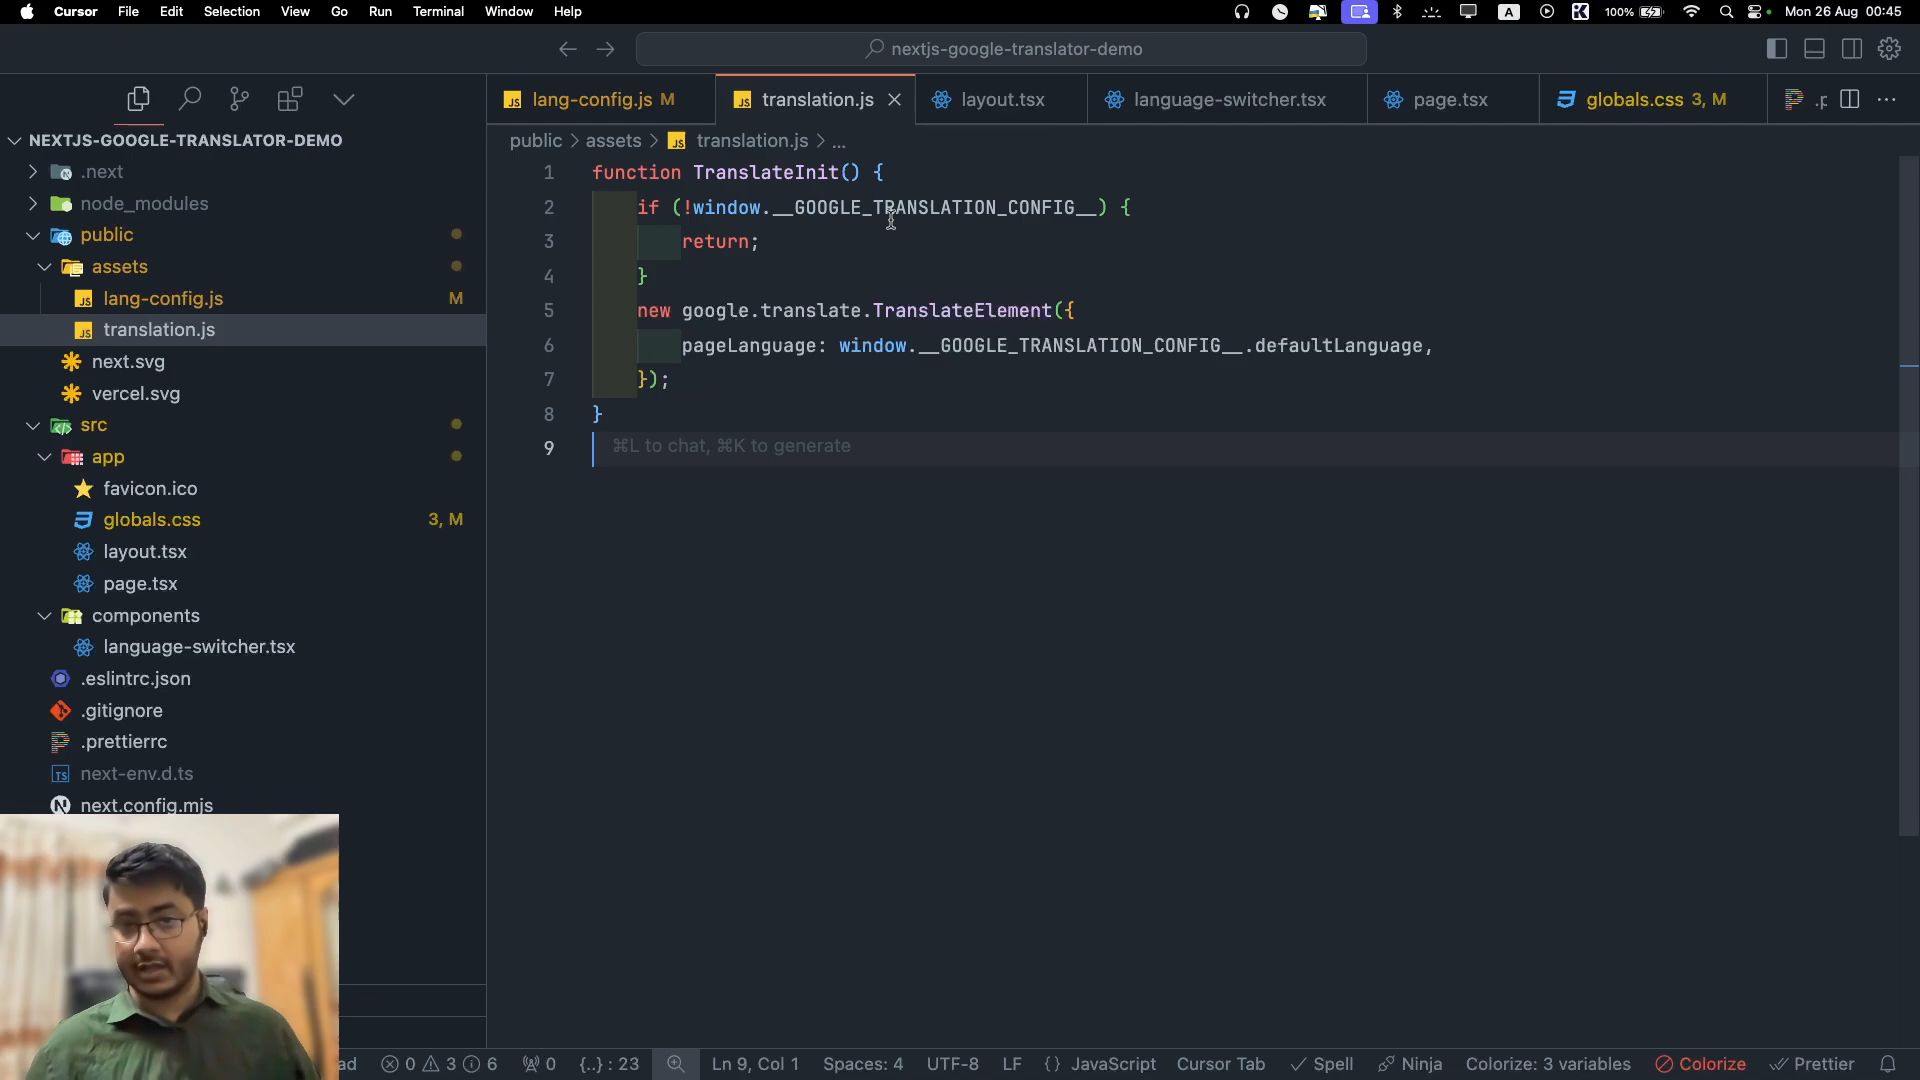 Cursor File Edit Selection View Go Run Terminal Window Help
A
100%
Mon 26 Aug 00:45
nextjs-google-translator-demo
lang-config.js M
translation.js
layout.tsx
language-switcher.tsx
page.tsx
globals.css 3, M
public > assets > translation.js > ...
NEXTJS-GOOGLE-TRANSLATOR-DEMO
.next
node_modules
public
assets
lang-config.js M
translation.js
next.svg
vercel.svg
src
app
favicon.ico
globals.css 3, M
layout.tsx
page.tsx
components
language-switcher.tsx
.eslintrc.json
.gitignore
.prettierrc
next-env.d.ts
next.config.mjs
1 function TranslateInit() {
2 if (!window.__GOOGLE_TRANSLATION_CONFIG__) {
3 return;
4 }
5 new google.translate.TranslateElement({
6 pageLanguage: window.__GOOGLE_TRANSLATION_CONFIG__.defaultLanguage,
7 });
8 }
9 ⌘L to chat, ⌘K to generate
0 3 6 0 {..} : 23 Ln 9, Col 1 Spaces: 4 UTF-8 LF {} JavaScript Cursor Tab Spell Ninja Colorize: 3 variables Colorize Prettier